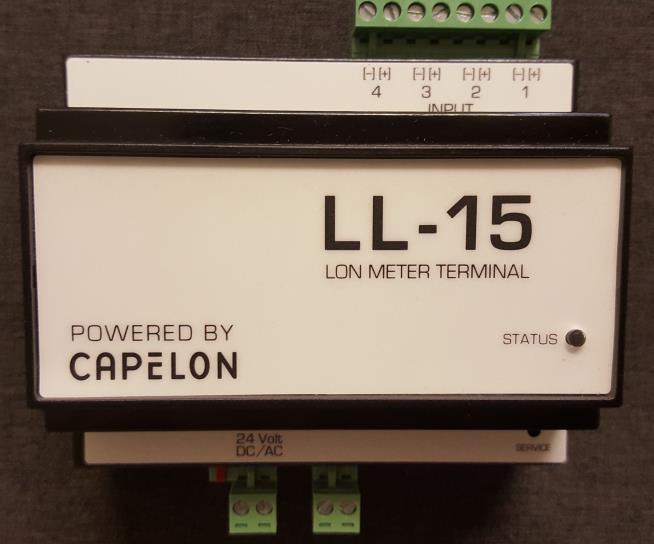 [-] [+] [-] [+] [-] [+] [-] [+]
4 3 2 1
INPUT
LL-15
LON METER TERMINAL
STATUS
POWERED BY
CAPELON
24 Volt
DC/AC
SERVICE